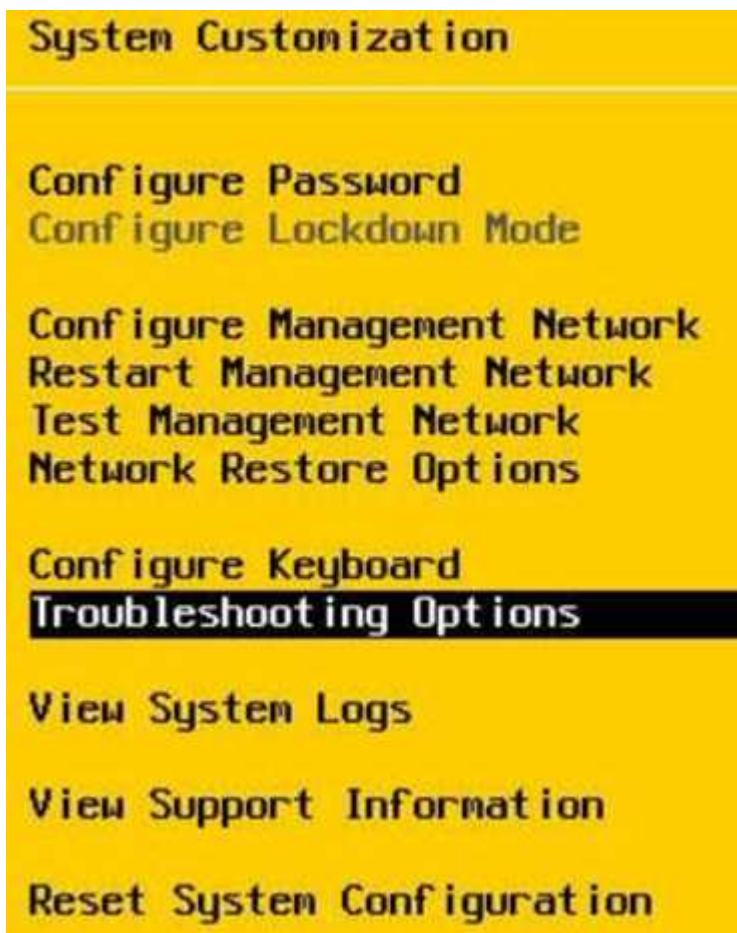 System Customization
Configure Password
Configure Lockdown Mode
Configure Management Network
Restart Management Network
Test Management Network
Network Restore Options
Configure Keyboard
Troubleshooting Options
View System Logs
View Support Information
Reset System Configuration